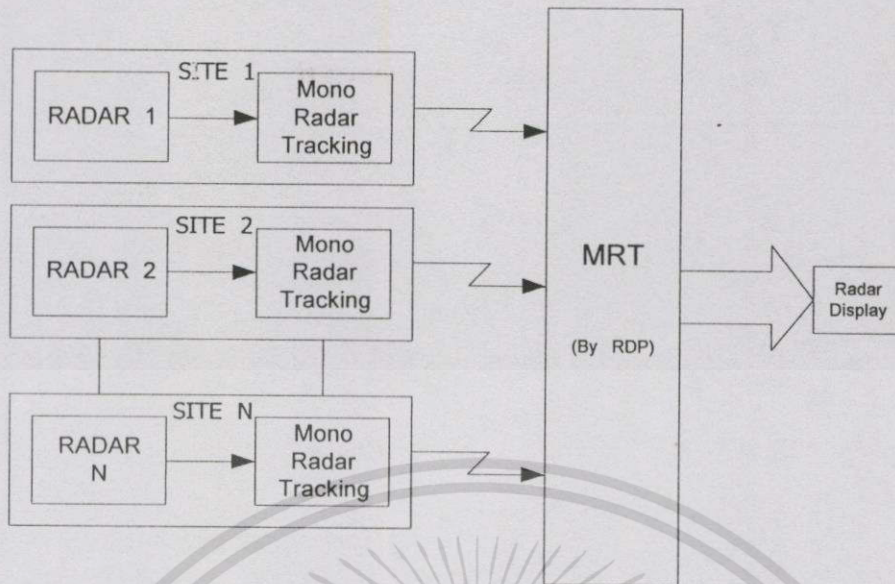 SITE 1
RADAR 1
Mono
Radar
Tracking
SITE 2
RADAR 2
Mono
Radar
Tracking
SITE N
RADAR
N
Mono
Radar
Tracking
MRT
(By RDP)
Radar
Display